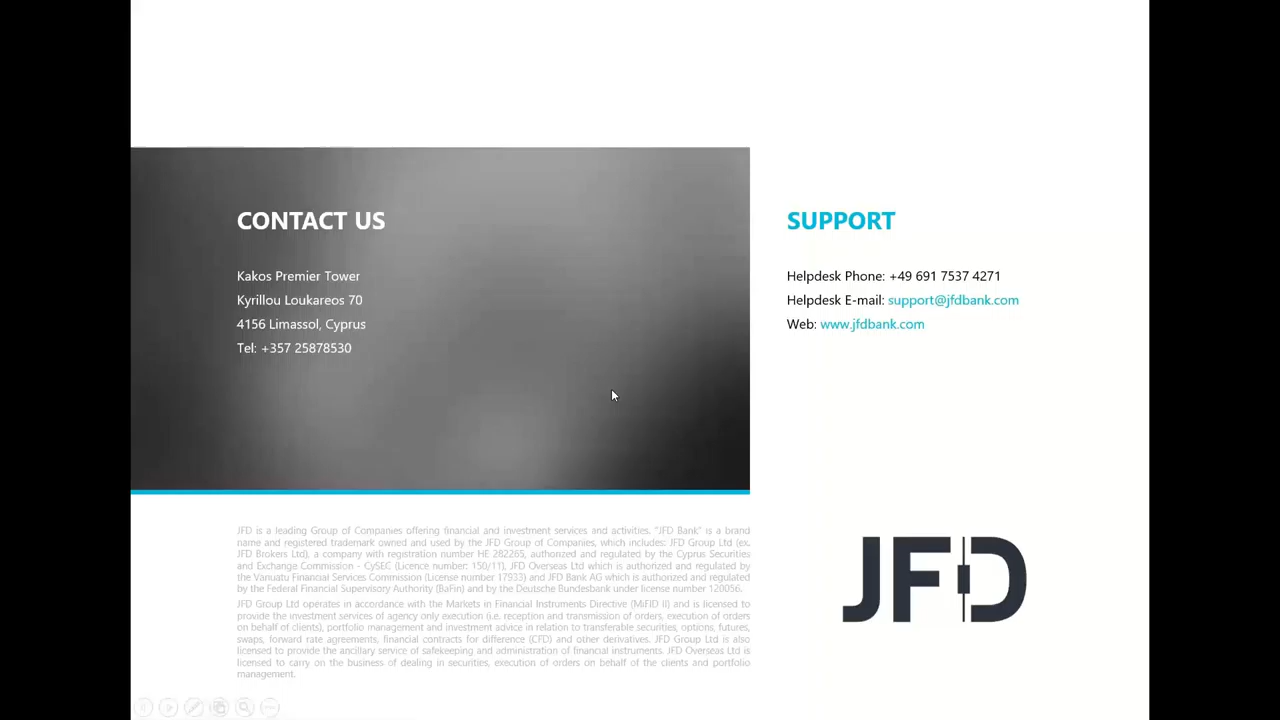 CONTACT US
Kakos Premier Tower
Kyrillou Loukareos 70
4156 Limassol, Cyprus
Tel: +357 25878530
SUPPORT
Helpdesk Phone: +49 691 7537 4271
Helpdesk E-mail: support@jfdbank.com
Web: www.jfdbank.com
JFD is a leading Group of Companies offering financial and investment services and activities. "JFD Bank" is a brand
name and registered trademark owned and used by the JFD Group of Companies, which includes: JFD Group Ltd (ex.
JFD Brokers Ltd), a company with registration number HE 282265, authorized and regulated by the Cyprus Securities
and Exchange Commission - CySEC (Licence number: 150/11), JFD Overseas Ltd which is authorized and regulated by
the Vanuatu Financial Services Commission (License number 17933) and JFD Bank AG which is authorized and regulated
by the Federal Financial Supervisory Authority (BaFin) and by the Deutsche Bundesbank under license number 120056.
JFD Group Ltd operates in accordance with the Markets in Financial Instruments Directive (MiFID II) and is licensed to
provide the investment services of agency only execution (i.e. reception and transmission of orders, execution of orders
on behalf of clients), portfolio management and investment advice in relation to transferable securities, options, futures,
swaps, forward rate agreements, financial contracts for difference (CFD) and other derivatives. JFD Group Ltd is also
licensed to provide the ancillary service of safekeeping and administration of financial instruments. JFD Overseas Ltd is
licensed to carry on the business of dealing in securities, execution of orders on behalf of the clients and portfolio
management.
JFD